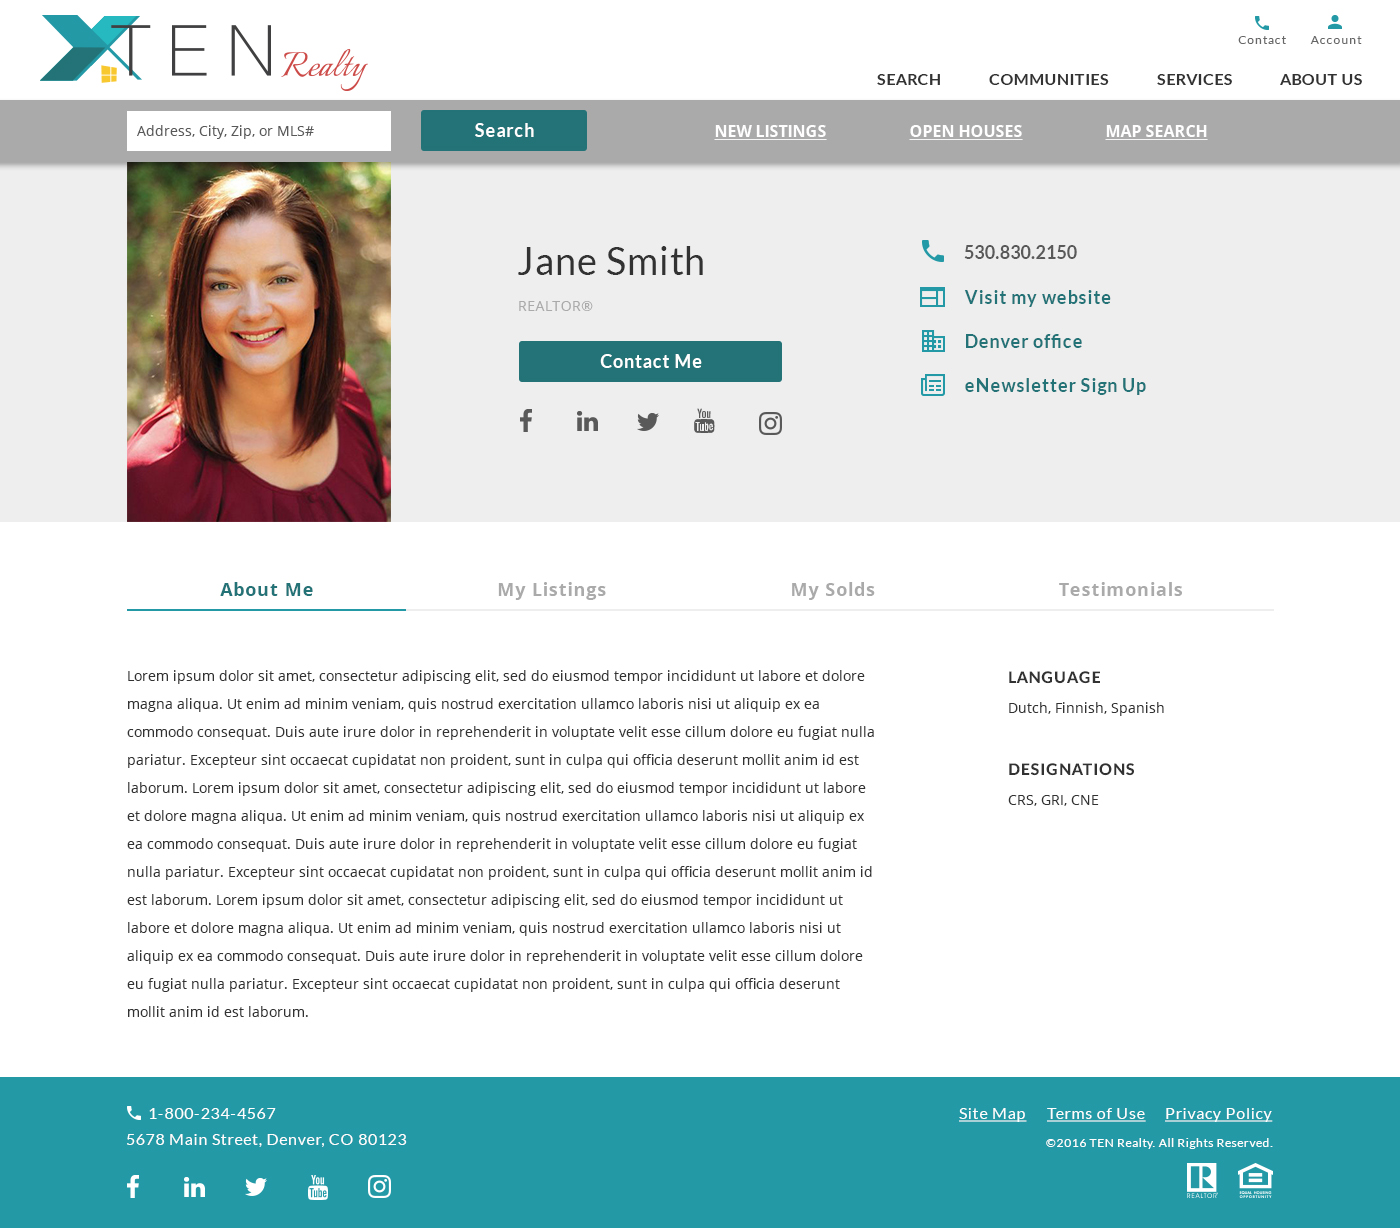 TEN Realty
Contact
Account
SEARCH
COMMUNITIES
SERVICES
ABOUT US
Address, City, Zip, or MLS#
Search
NEW LISTINGS
OPEN HOUSES
MAP SEARCH
Jane Smith
REALTOR®
Contact Me
You
Tube
530.830.2150
Visit my website
Denver office
eNewsletter Sign Up
About Me
My Listings
My Solds
Testimonials
Lorem ipsum dolor sit amet, consectetur adipiscing elit, sed do eiusmod tempor incididunt ut labore et dolore
magna aliqua. Ut enim ad minim veniam, quis nostrud exercitation ullamco laboris nisi ut aliquip ex ea
commodo consequat. Duis aute irure dolor in reprehenderit in voluptate velit esse cillum dolore eu fugiat nulla
pariatur. Excepteur sint occaecat cupidatat non proident, sunt in culpa qui officia deserunt mollit anim id est
laborum. Lorem ipsum dolor sit amet, consectetur adipiscing elit, sed do eiusmod tempor incididunt ut labore
et dolore magna aliqua. Ut enim ad minim veniam, quis nostrud exercitation ullamco laboris nisi ut aliquip ex
ea commodo consequat. Duis aute irure dolor in reprehenderit in voluptate velit esse cillum dolore eu fugiat
nulla pariatur. Excepteur sint occaecat cupidatat non proident, sunt in culpa qui officia deserunt mollit anim id
est laborum. Lorem ipsum dolor sit amet, consectetur adipiscing elit, sed do eiusmod tempor incididunt ut
labore et dolore magna aliqua. Ut enim ad minim veniam, quis nostrud exercitation ullamco laboris nisi ut
aliquip ex ea commodo consequat. Duis aute irure dolor in reprehenderit in voluptate velit esse cillum dolore
eu fugiat nulla pariatur. Excepteur sint occaecat cupidatat non proident, sunt in culpa qui officia deserunt
mollit anim id est laborum.
LANGUAGE
Dutch, Finnish, Spanish
DESIGNATIONS
CRS, GRI, CNE
1-800-234-4567
5678 Main Street, Denver, CO 80123
You
Tube
Site Map
Terms of Use
Privacy Policy
©2016 TEN Realty. All Rights Reserved.
R
REALTOR®
EQUAL HOUSING
OPPORTUNITY